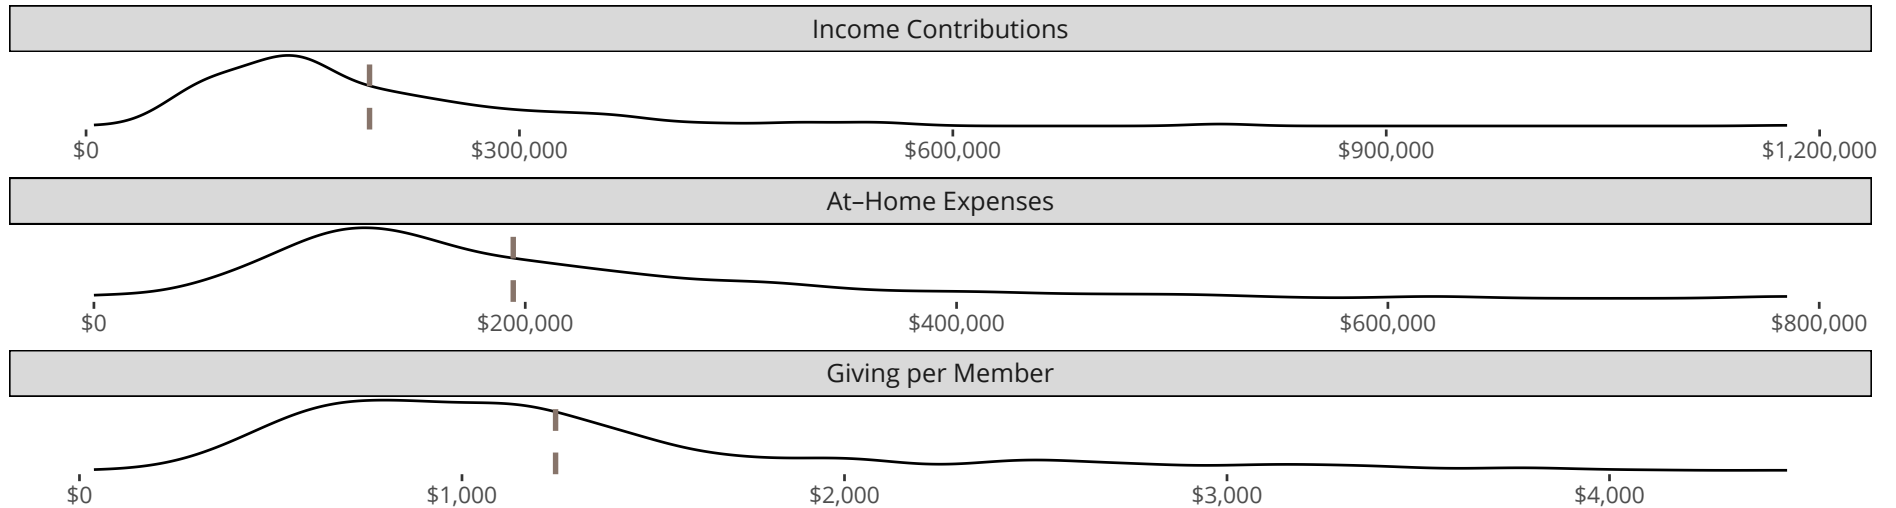 Income Contributions
$0 $300,000 $600,000 $900,000 $1,200,000
At–Home Expenses
$0 $200,000 $400,000 $600,000 $800,000
Giving per Member
$0 $1,000 $2,000 $3,000 $4,000